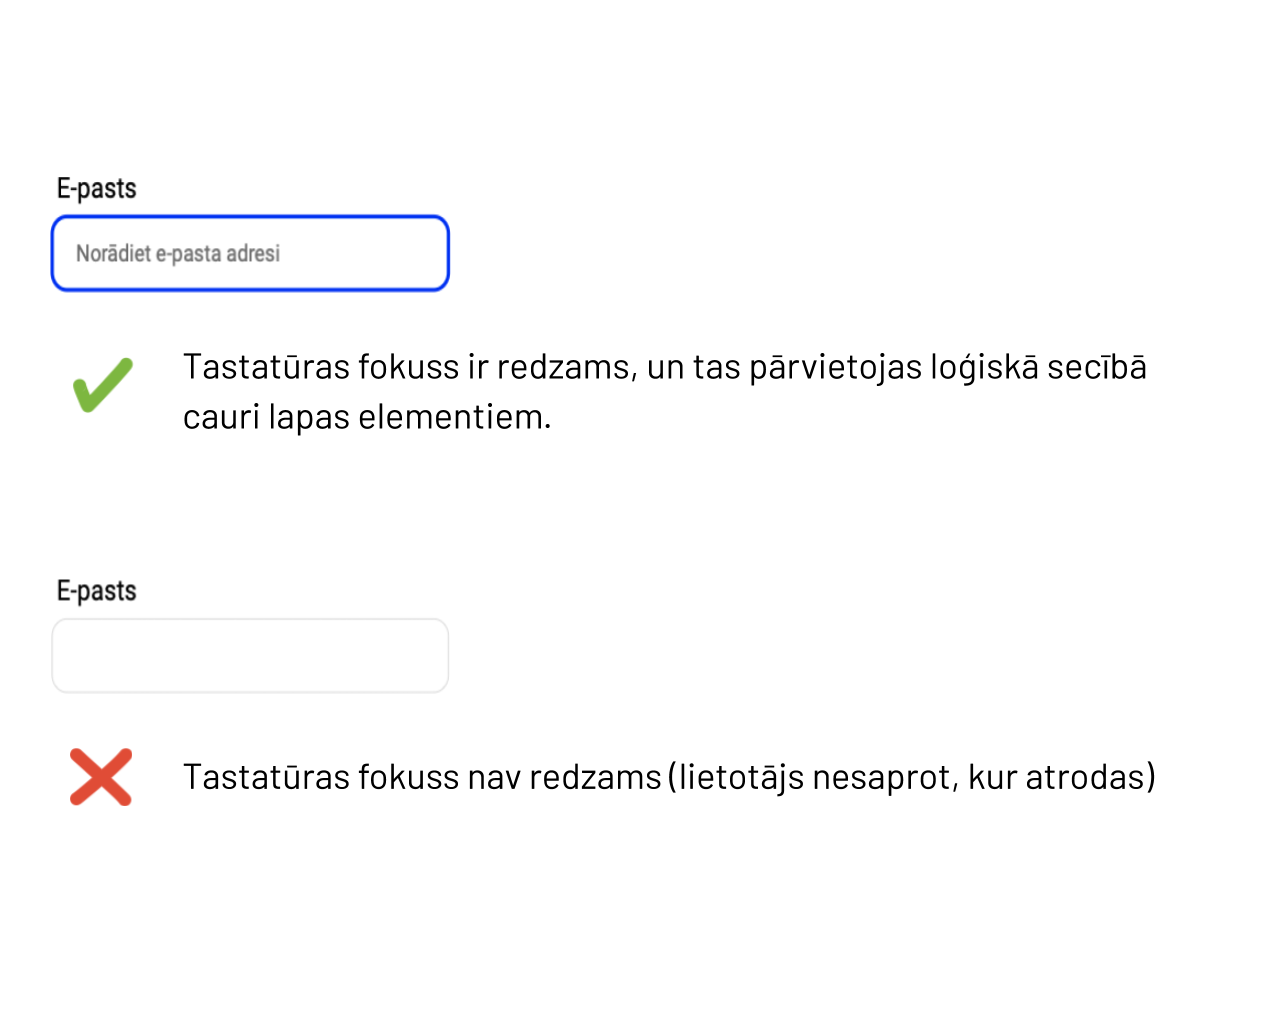 E-pasts
Norādiet e-pasta adresi
Tastatūras fokuss ir redzams, un tas pārvietojas loģiskā secībā
cauri lapas elementiem.
E-pasts
Tastatūras fokuss nav redzams (lietotājs nesaprot, kur atrodas)